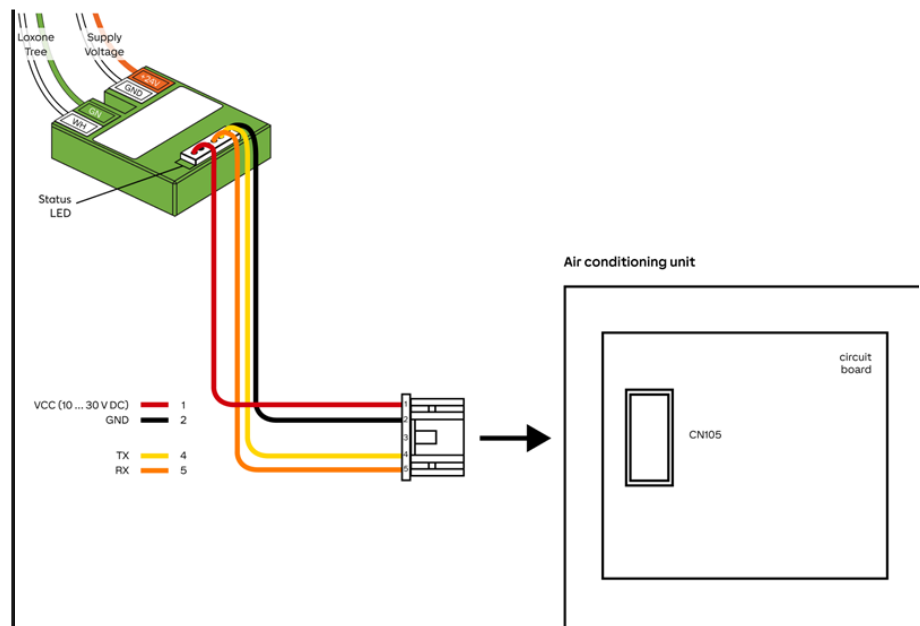 Loxone
Tree
Supply
Voltage
+24V
GND
GN
WH
Status
LED
Air conditioning unit
circuit
board
CN105
VCC (10 ... 30 V DC) 1
GND 2
TX 4
RX 5
1
2
3
4
5